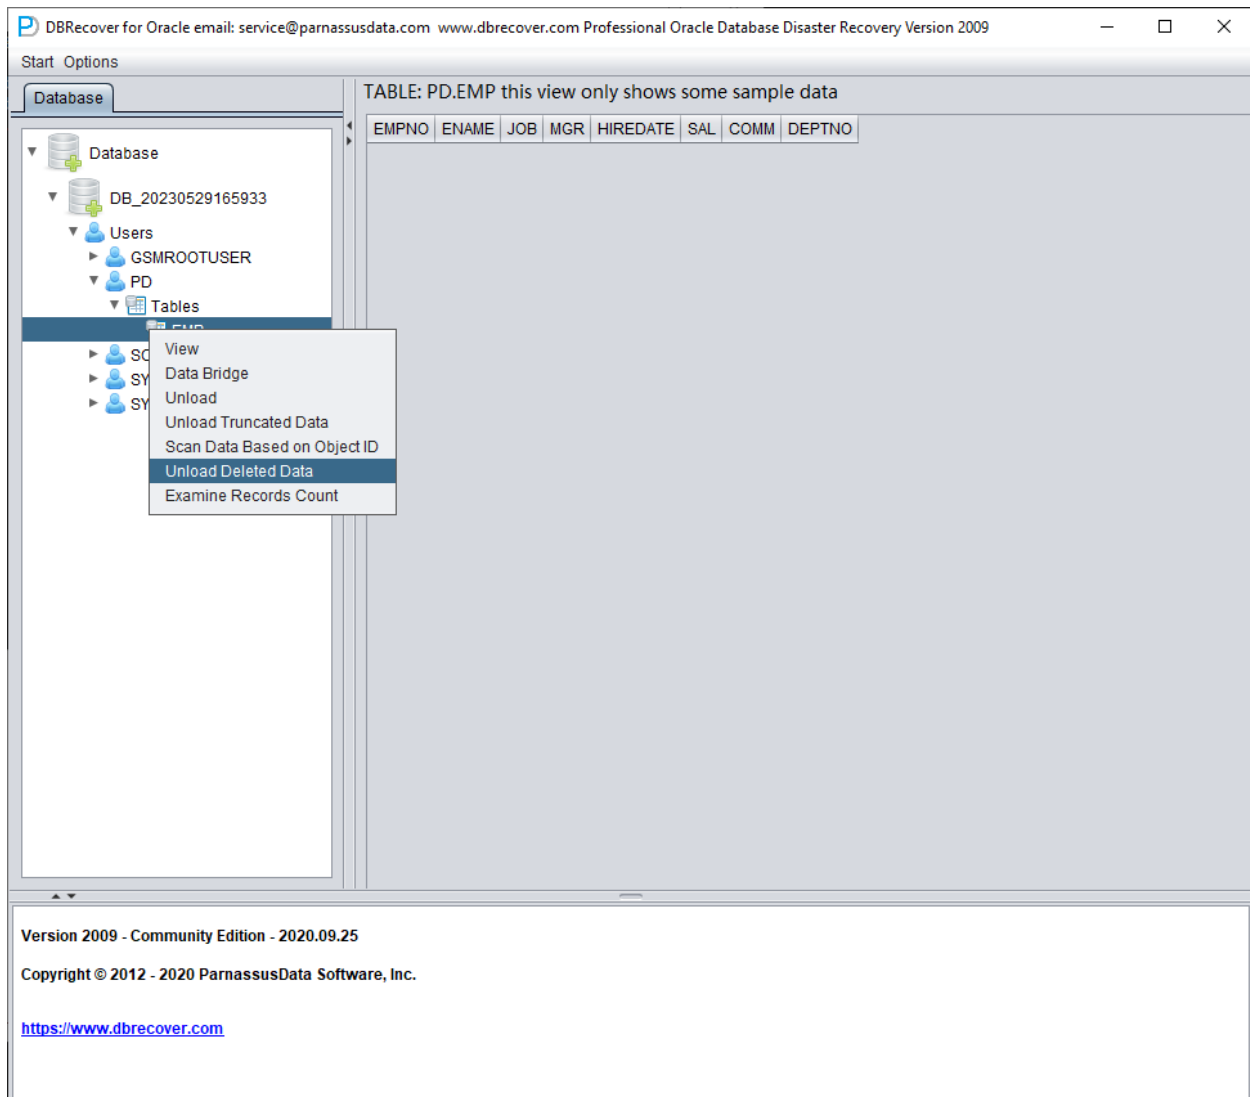 DBRecover for Oracle email: service@parnassusdata.com www.dbrecover.com Professional Oracle Database Disaster Recovery Version 2009
Start Options
Database
TABLE: PD.EMP this view only shows some sample data
EMPNO ENAME JOB MGR HIREDATE SAL COMM DEPTNO
Database
DB_20230529165933
Users
GSMROOTUSER
PD
Tables
SC
SY
SY
View
Data Bridge
Unload
Unload Truncated Data
Scan Data Based on Object ID
Unload Deleted Data
Examine Records Count
Version 2009 - Community Edition - 2020.09.25
Copyright © 2012 - 2020 ParnassusData Software, Inc.
https://www.dbrecover.com